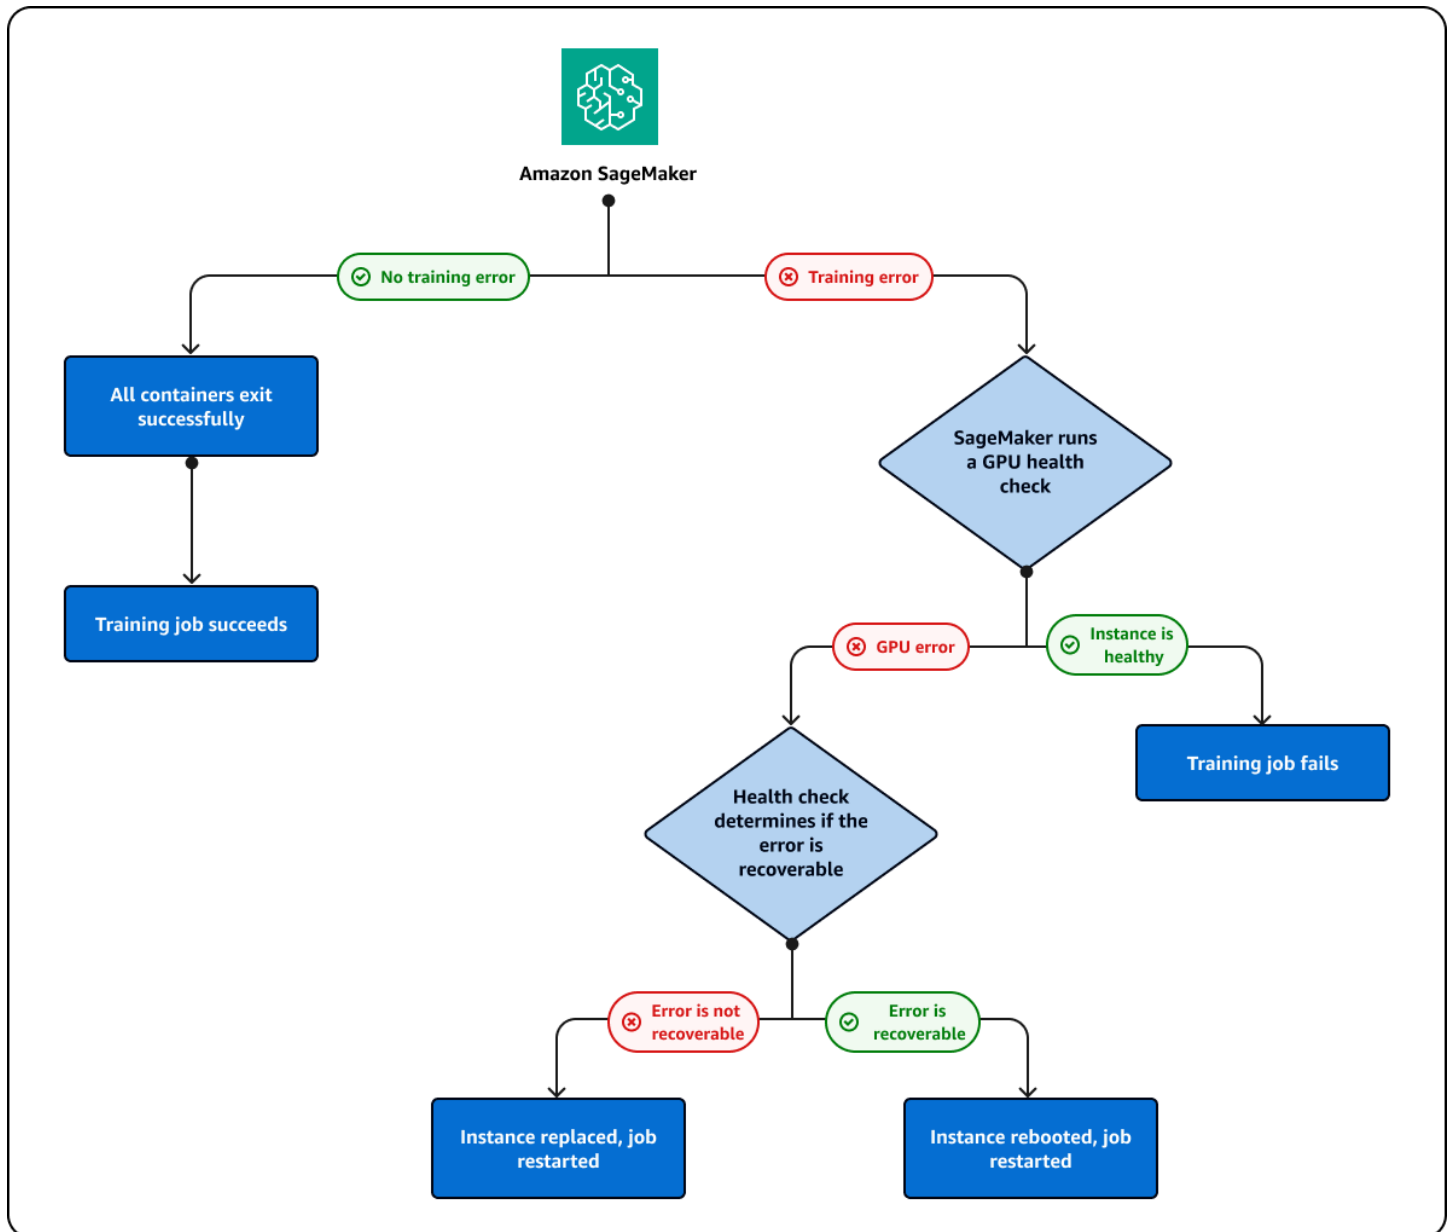 Amazon SageMaker
No training error
Training error
All containers exit
successfully
SageMaker runs
a GPU health
check
Training job succeeds
GPU error
Instance is
healthy
Training job fails
Health check
determines if the
error is
recoverable
Error is not
recoverable
Error is
recoverable
Instance replaced, job
restarted
Instance rebooted, job
restarted